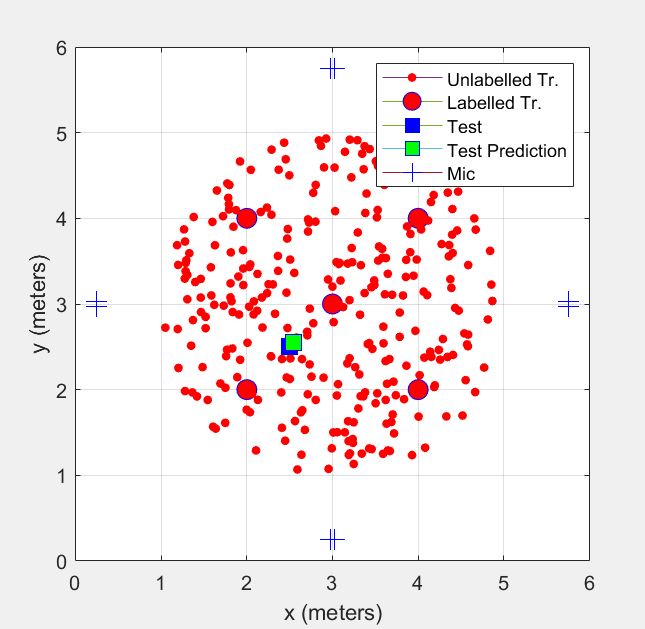 6
5
4
3
2
1
0
y (meters)
Unlabelled Tr.
Labelled Tr.
Test
Test Prediction
Mic
0 1 2 3 4 5 6
x (meters)